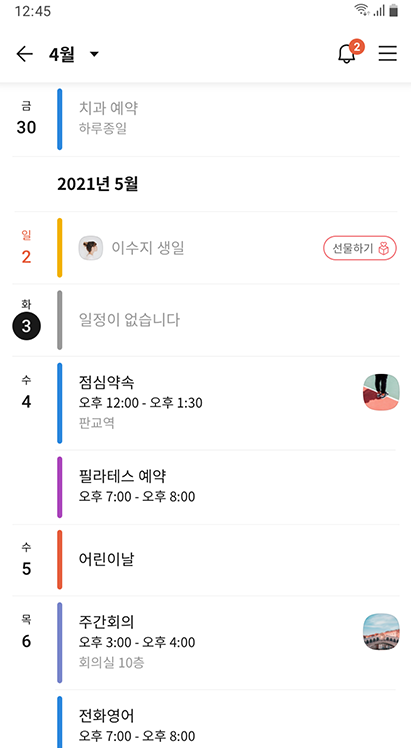 12:45
4월
2
금
30
치과 예약
하루종일
2021년 5월
일
2
이수지 생일
선물하기
화
3
일정이 없습니다
수
4
점심약속
오후 12:00 - 오후 1:30
판교역
필라테스 예약
오후 7:00 - 오후 8:00
수
5
어린이날
목
6
주간회의
오후 3:00 - 오후 4:00
회의실 10층
전화영어
오후 7:00 - 오후 8:00